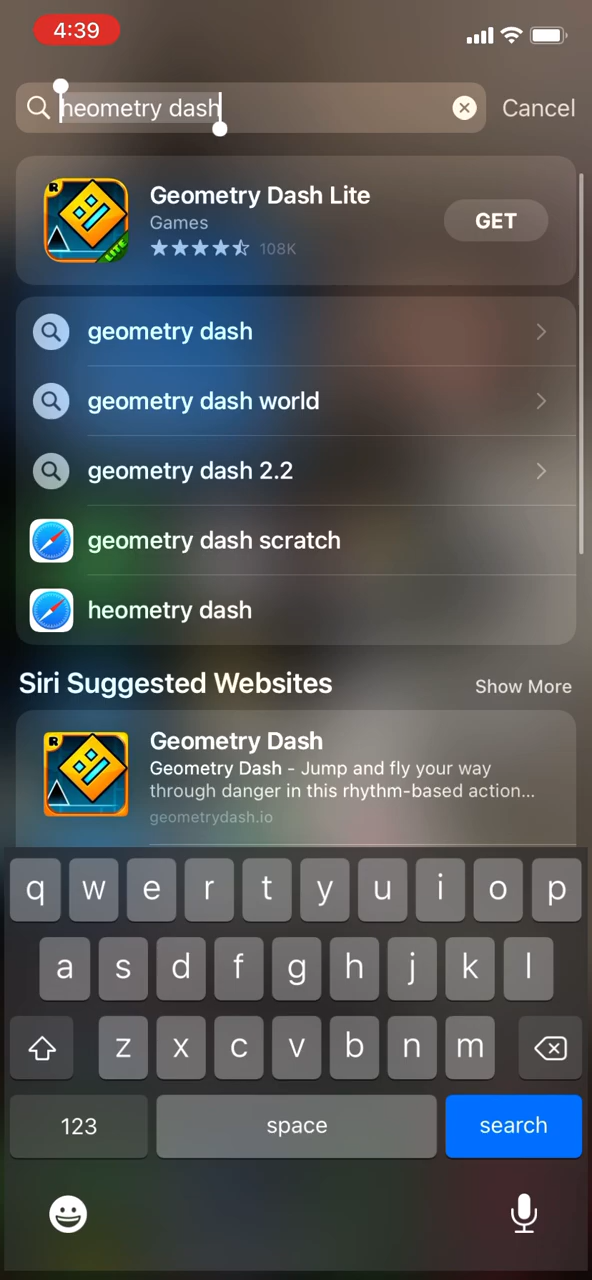 4:39
heometry dash
Cancel
Geometry Dash Lite
Games
108K
GET
R
LITE
geometry dash
geometry dash world
geometry dash 2.2
geometry dash scratch
heometry dash
Siri Suggested Websites
Show More
R
Geometry Dash
Geometry Dash - Jump and fly your way
through danger in this rhythm-based action...
geometrydash.io
q w e r t y u i o p
a s d f g h j k l
z x c v b n m
123 space search